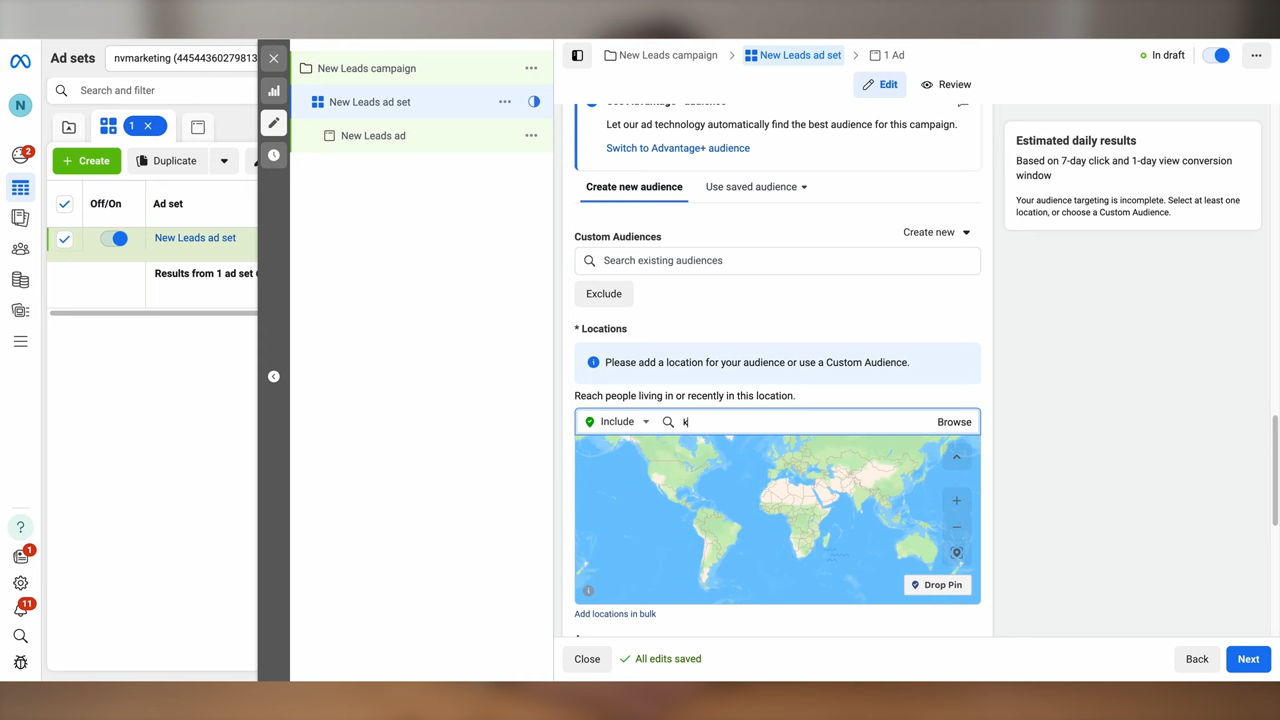 Ad sets
nvmarketing (44544360279813
Search and filter
N
1
2
Create
Duplicate
Off/On
Ad set
New Leads ad set
Results from 1 ad set
?
1
11
New Leads campaign
New Leads ad set
New Leads ad
New Leads campaign
New Leads ad set
1 Ad
In draft
Edit
Review
Let our ad technology automatically find the best audience for this campaign.
Switch to Advantage+ audience
Create new audience
Use saved audience
Custom Audiences
Create new
Search existing audiences
Exclude
* Locations
Please add a location for your audience or use a Custom Audience.
Reach people living in or recently in this location.
Include
k
Browse
Drop Pin
Add locations in bulk
Estimated daily results
Based on 7-day click and 1-day view conversion
window
Your audience targeting is incomplete. Select at least one
location, or choose a Custom Audience.
Close
All edits saved
Back
Next